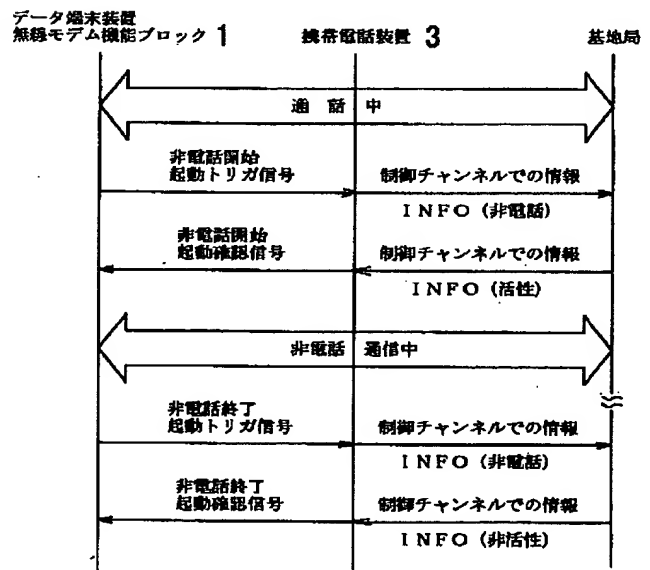 データ端末装置
無線モデム機能ブロック 1
携帯電話装置 3
基地局
通 話 中
非電話開始
起動トリガ信号
制御チャンネルでの情報
INFO (非電話)
非電話開始
起動確認信号
制御チャンネルでの情報
INFO (活性)
非電話 通信中
非電話終了
起動トリガ信号
制御チャンネルでの情報
INFO (非電話)
非電話終了
起動確認信号
制御チャンネルでの情報
INFO (非活性)